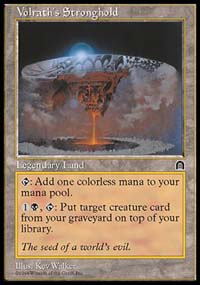 Volrath's Stronghold
Legendary Land
: Add one colorless mana to your
mana pool.
1 , : Put target creature card
from your graveyard on top of your
library.
The seed of a world's evil.
Illus. Kev Walker